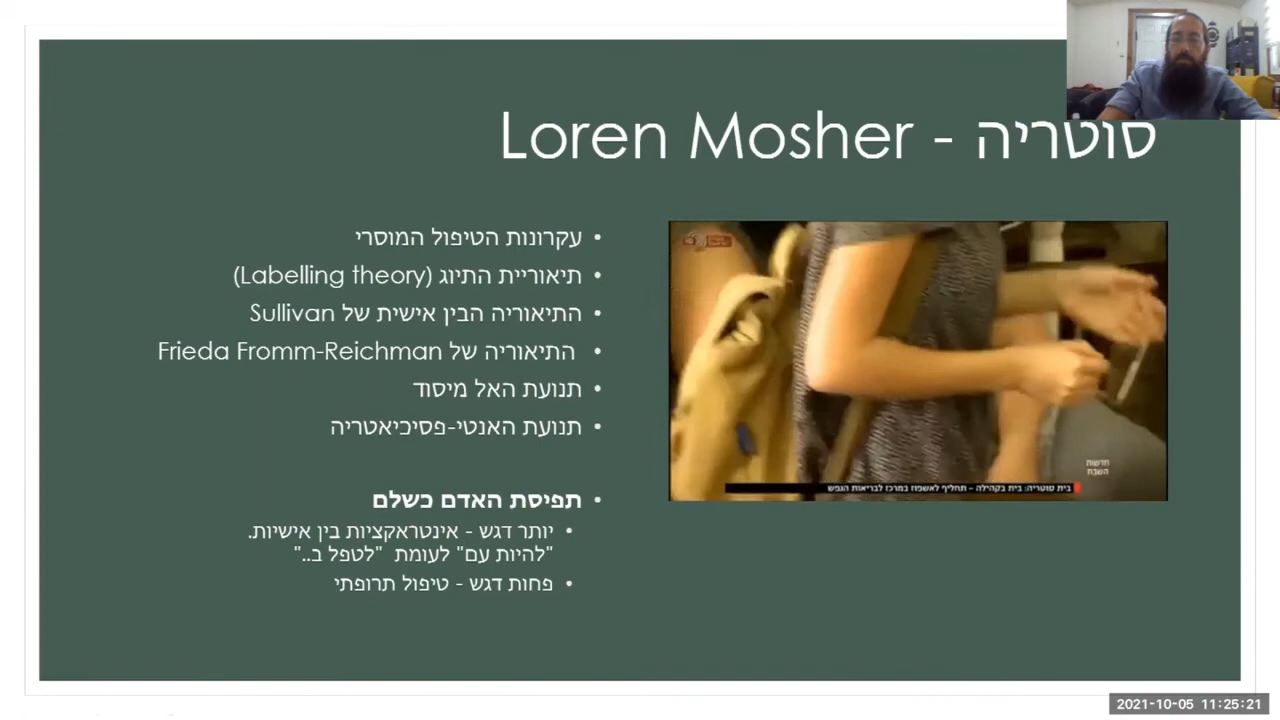 סוטריה - Loren Mosher
עקרונות הטיפול המוסרי
תיאוריית התיוג (Labelling theory)
התיאוריה הבין אישית של Sullivan
התיאוריה של Frieda Fromm-Reichman
תנועת האל מיסוד
תנועת האנטי-פסיכיאטריה
תפיסת האדם כשלם
יותר דגש - אינטראקציות בין אישיות.
"להיות עם" לעומת "לטפל ב.."
פחות דגש - טיפול תרופתי
חדשות
השבת
בית סוטריה: בית בקהילה - תחליף לאשפוז במרכז לבריאות הנפש
2021-10-05 11:25:21